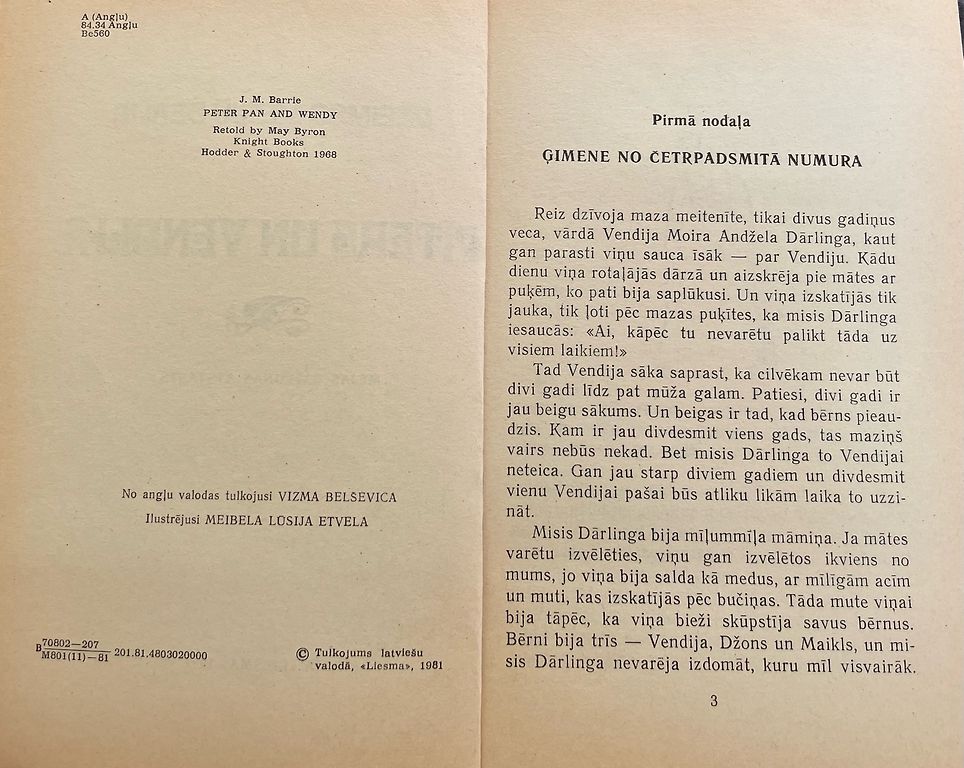 A (Angļu)
84.34 Angļu
Be560
J. M. Barrie
PETER PAN AND WENDY
Retold by May Byron
Knight Books
Hodder & Stoughton 1968
No angļu valodas tulkojusi VIZMA BELŠEVICA
Ilustrējusi MEIBELA LŪSIJA ETVELA
B 70802—207
M801(11)—81 201.81.4803020000
© Tulkojums latviešu
valodā, «Liesma», 1981
Pirmā nodaļa
ĢIMENE NO ČETRPADSMITĀ NUMURA
Reiz dzīvoja maza meitenīte, tikai divus gadiņus
veca, vārdā Vendija Moira Andžela Dārlinga, kaut
gan parasti viņu sauca īsāk — par Vendiju. Kādu
dienu viņa rotaļājās dārzā un aizskrēja pie mātes ar
puķēm, ko pati bija saplūkusi. Un viņa izskatījās tik
jauka, tik ļoti pēc mazas puķītes, ka misis Dārlinga
iesaucās: «Ai, kāpēc tu nevarētu palikt tāda uz
visiem laikiem!»
Tad Vendija sāka saprast, ka cilvēkam nevar būt
divi gadi līdz pat mūža galam. Patiesi, divi gadi ir
jau beigu sākums. Un beigas ir tad, kad bērns pieau-
dzis. Kam ir jau divdesmit viens gads, tas maziņš
vairs nebūs nekad. Bet misis Dārlinga to Vendijai
neteica. Gan jau starp diviem gadiem un divdesmit
vienu Vendijai pašai būs atliku likām laika to uzzi-
nāt.
Misis Dārlinga bija mīļummīļa māmiņa. Ja mātes
varētu izvēlēties, viņu gan izvēlētos ikviens no
mums, jo viņa bija salda kā medus, ar mīlīgām acīm
un muti, kas izskatījās pēc bučiņas. Tāda mute viņai
bija tāpēc, ka viņa bieži skūpstīja savus bērnus.
Bērni bija trīs — Vendija, Džons un Maikls, un mi-
sis Dārlinga nevarēja izdomāt, kuru mīl visvairāk.
3